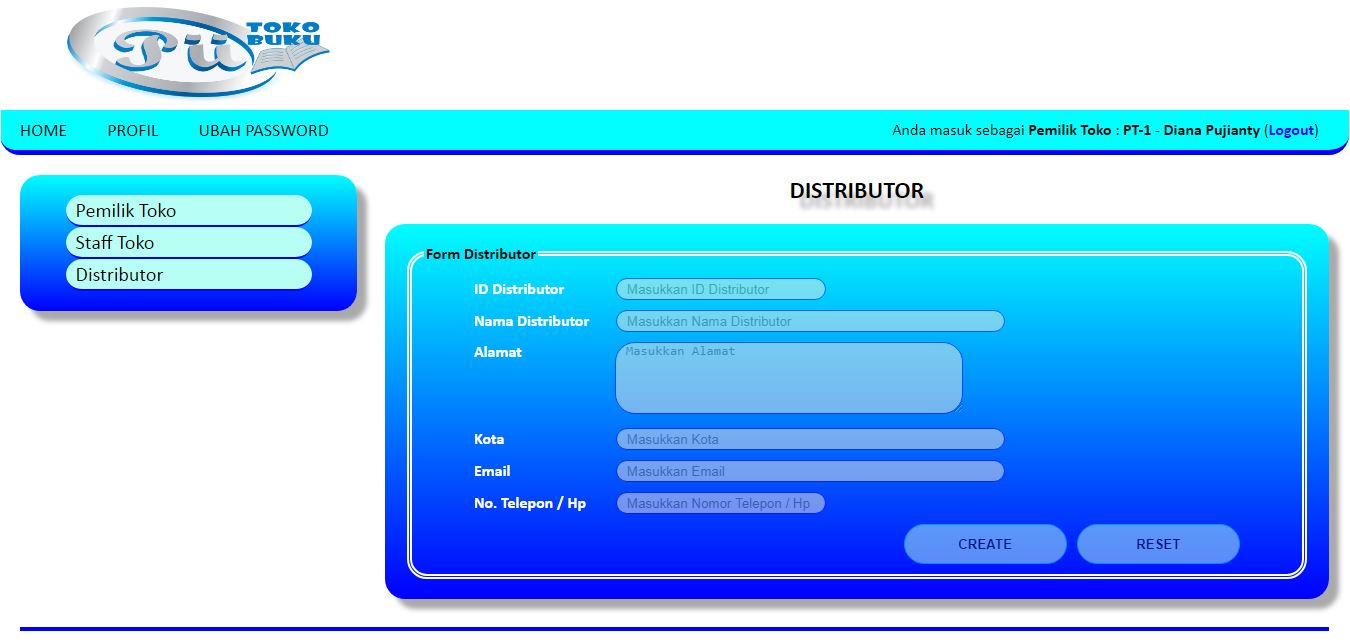 Pü TOKO
BUKU
HOME PROFIL UBAH PASSWORD Anda masuk sebagai Pemilik Toko : PT-1 - Diana Pujianty (Logout)
Pemilik Toko
Staff Toko
Distributor
DISTRIBUTOR
Form Distributor
ID Distributor Masukkan ID Distributor
Nama Distributor Masukkan Nama Distributor
Alamat Masukkan Alamat
Kota Masukkan Kota
Email Masukkan Email
No. Telepon / Hp Masukkan Nomor Telepon / Hp
CREATE RESET